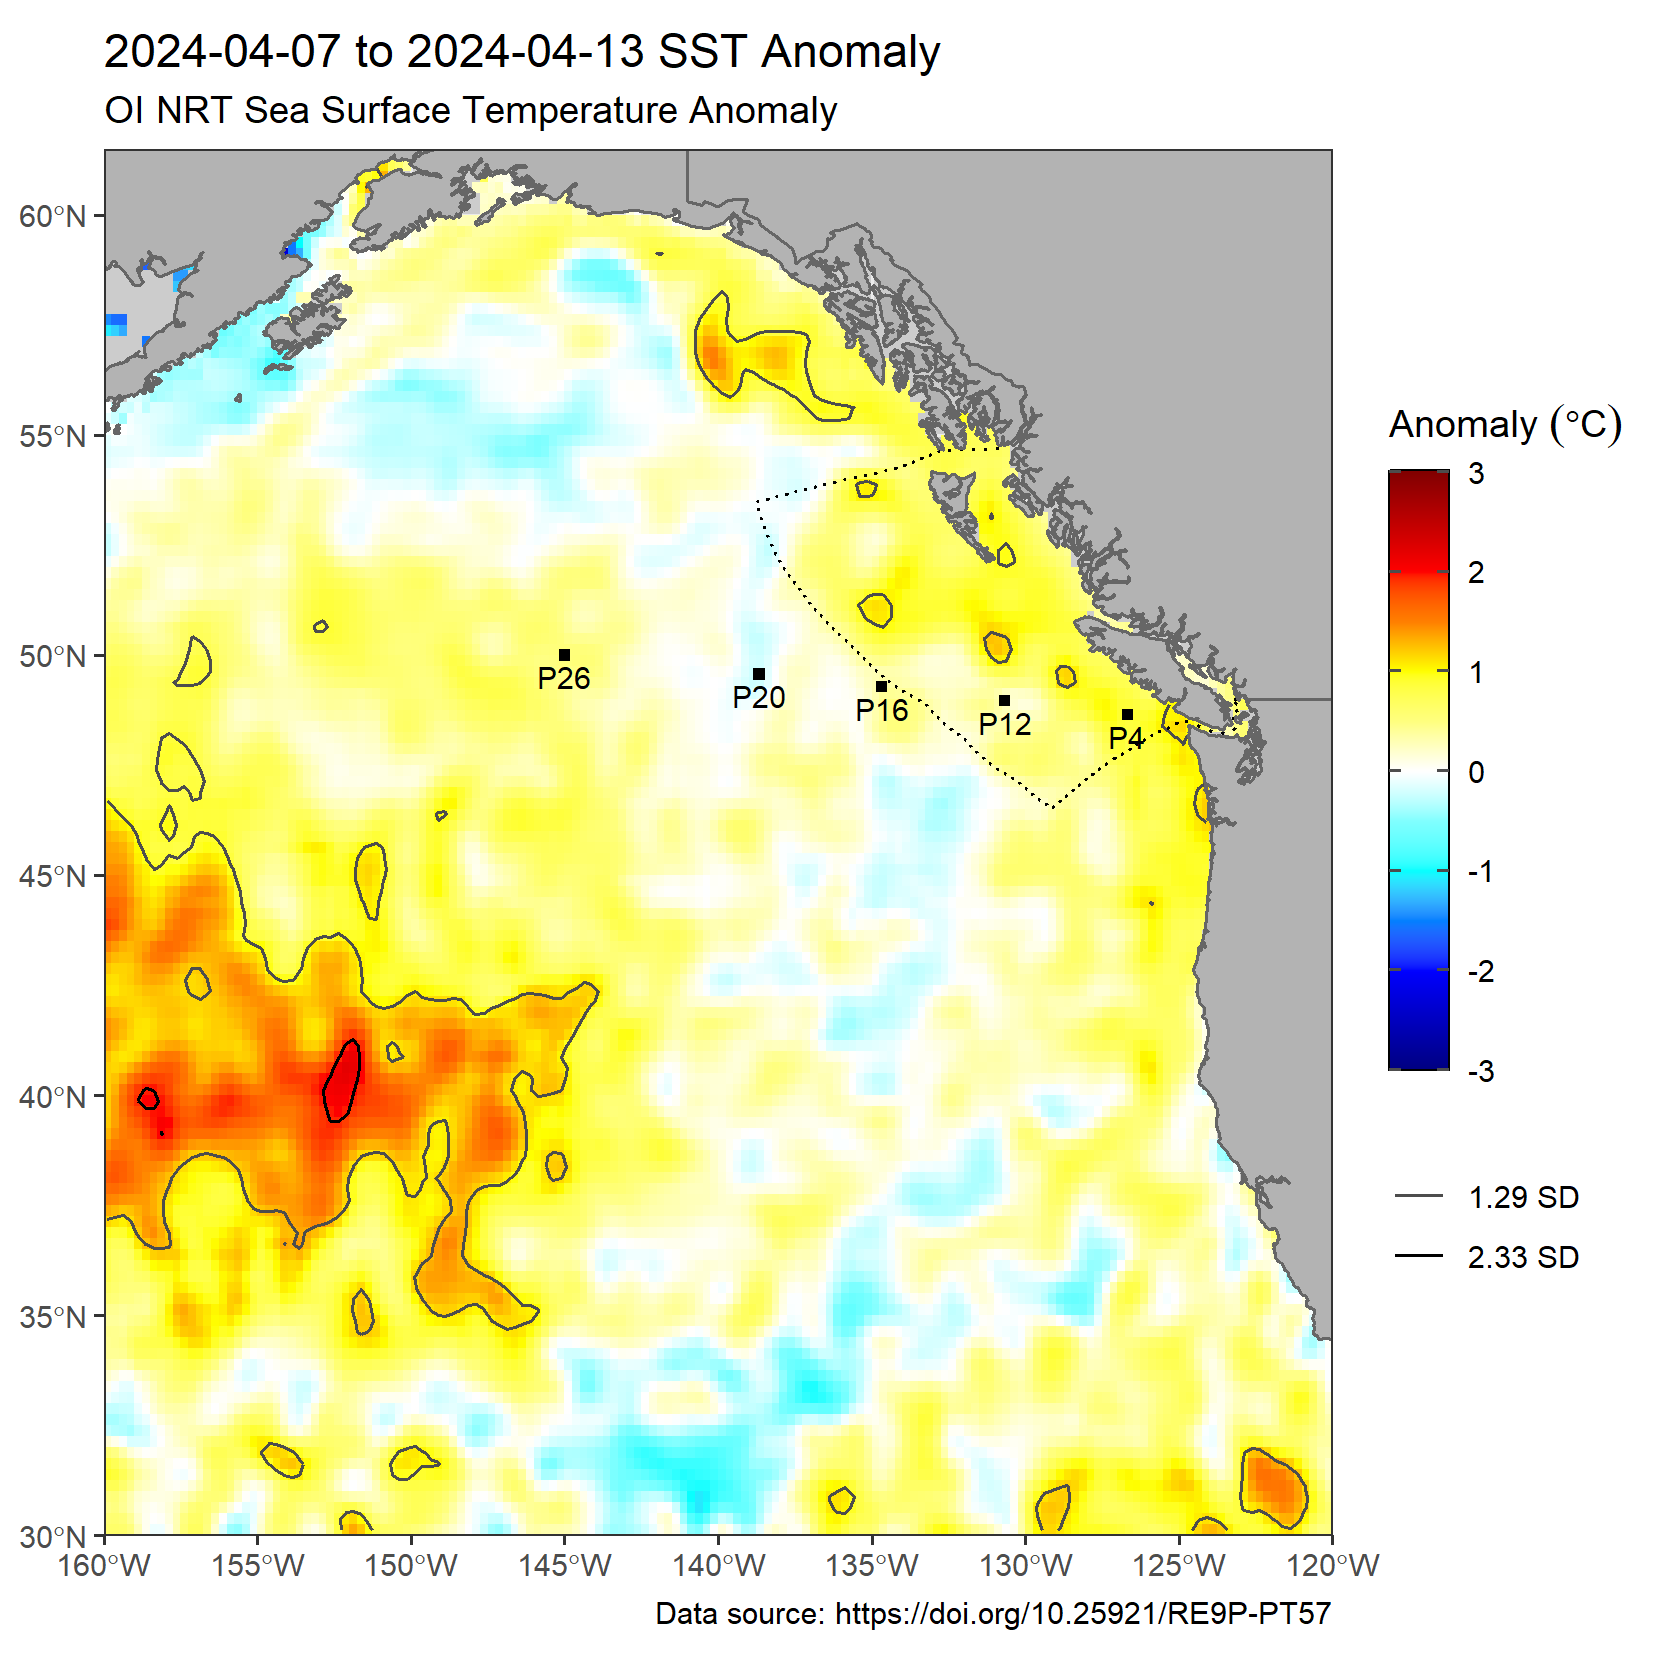 2024-04-07 to 2024-04-13 SST Anomaly
OI NRT Sea Surface Temperature Anomaly
60°N
55°N
50°N
45°N
40°N
35°N
30°N
P26
P20
P16
P12
P4
160°W
155°W
150°W
145°W
140°W
135°W
130°W
125°W
120°W
Anomaly (°C)
3
2
1
0
-1
-2
-3
1.29 SD
2.33 SD
Data source: https://doi.org/10.25921/RE9P-PT57